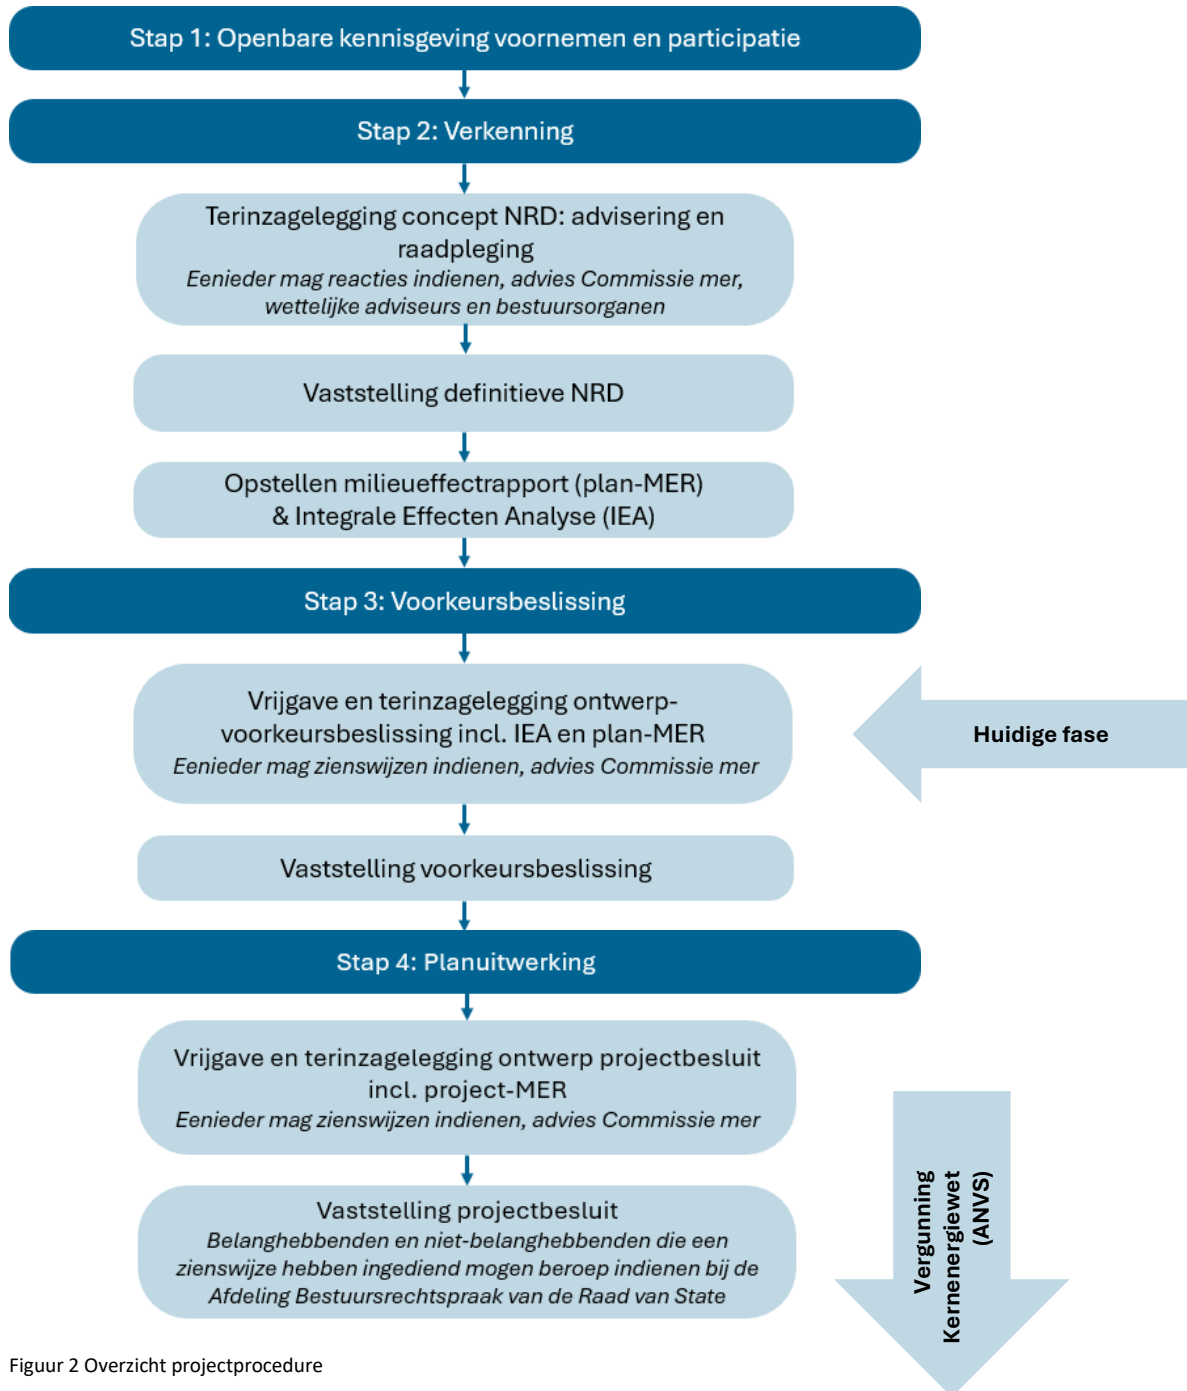 Stap 1: Openbare kennisgeving voornemen en participatie
Stap 2: Verkenning
Terinzagelegging concept NRD: advisering en
raadpleging
Eenieder mag reacties indienen, advies Commissie mer,
wettelijke adviseurs en bestuursorganen
Vaststelling definitieve NRD
Opstellen milieueffectrapport (plan-MER)
& Integrale Effecten Analyse (IEA)
Stap 3: Voorkeursbeslissing
Vrijgave en terinzagelegging ontwerp-
voorkeursbeslissing incl. IEA en plan-MER
Eenieder mag zienswijzen indienen, advies Commissie mer
Huidige fase
Vaststelling voorkeursbeslissing
Stap 4: Planuitwerking
Vrijgave en terinzagelegging ontwerp projectbesluit
incl. project-MER
Eenieder mag zienswijzen indienen, advies Commissie mer
Vaststelling projectbesluit
Belanghebbenden en niet-belanghebbenden die een
zienswijze hebben ingediend mogen beroep indienen bij de
Afdeling Bestuursrechtspraak van de Raad van State
Vergunning
Kernenergiewet
(ANVS)
Figuur 2 Overzicht projectprocedure